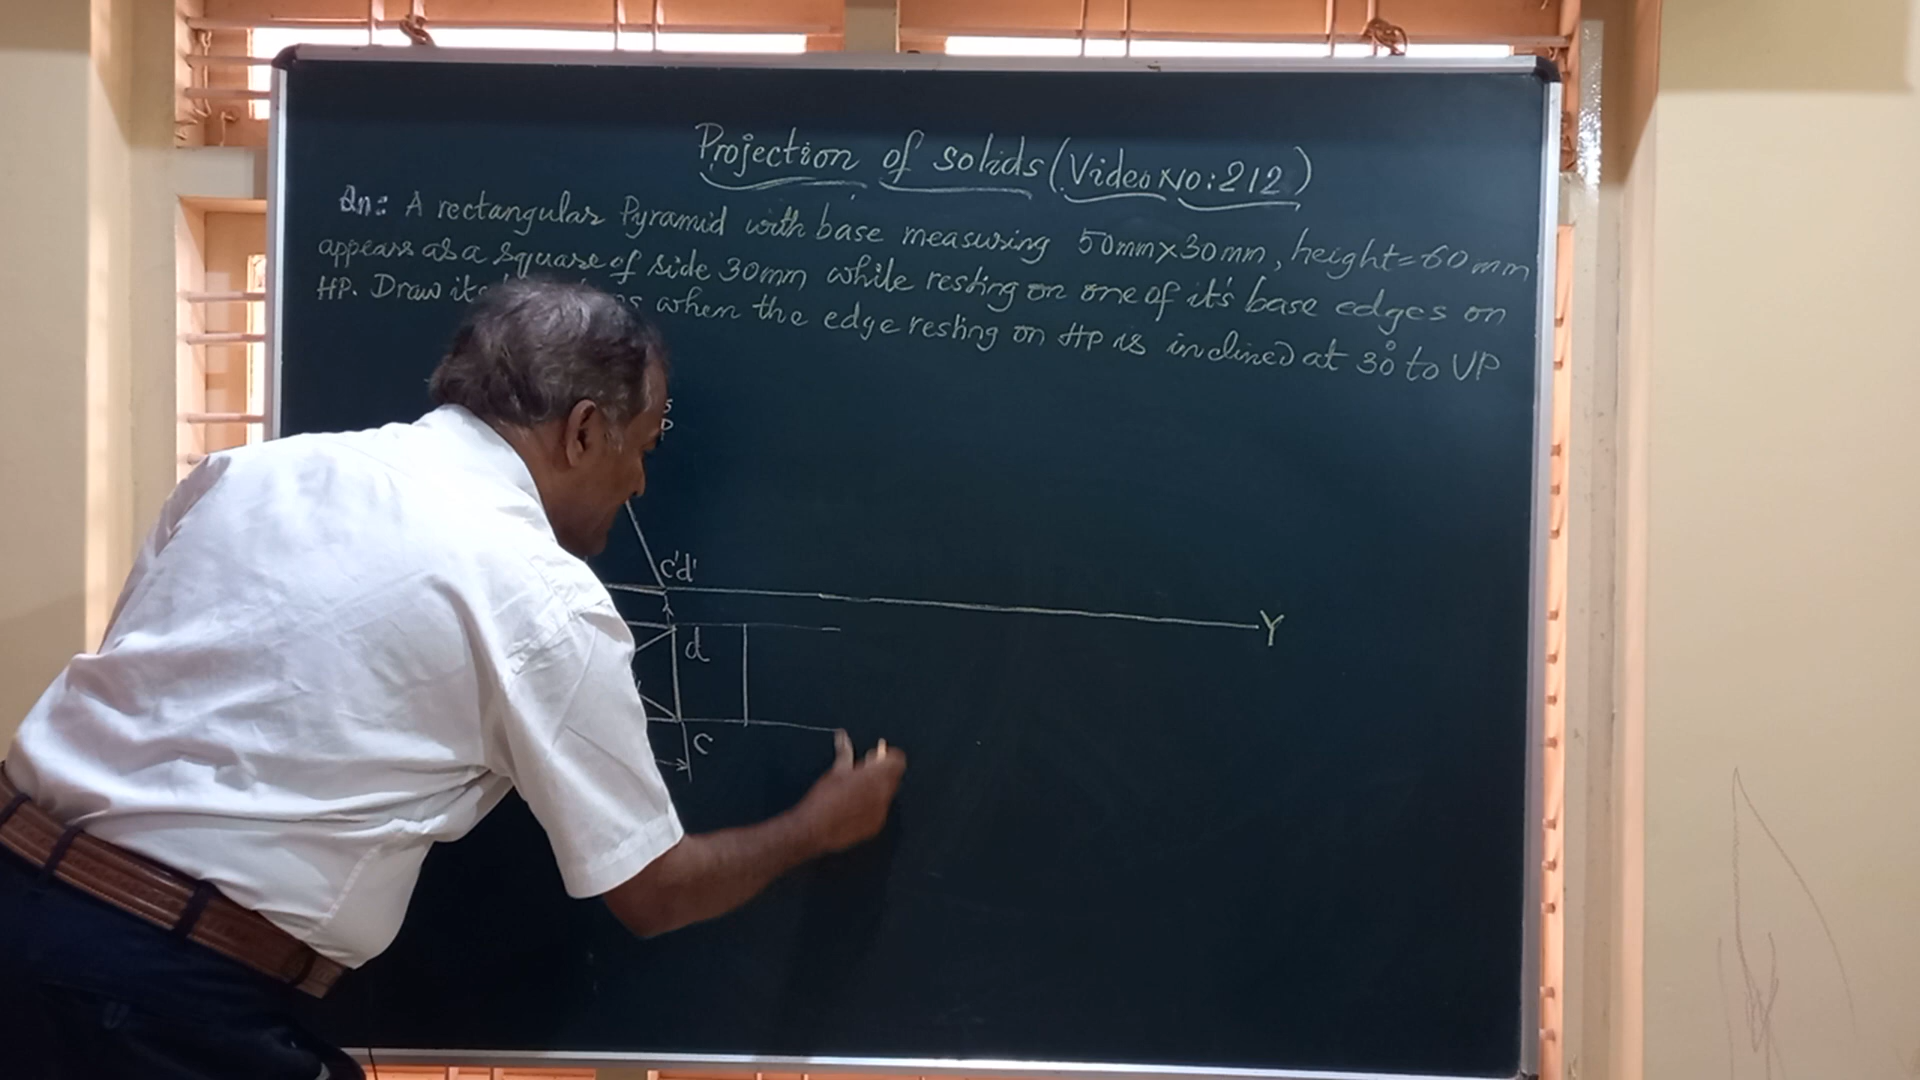 Projection of solids (Video No: 212)
Qn: A rectangular Pyramid with base measuring 50mm×30mm, height=60mm
appears as a square of side 30mm while resting on one of it's base edges on
HP. Draw its when the edge resting on HP is inclined at 30° to VP
c'd'
Y
d
c